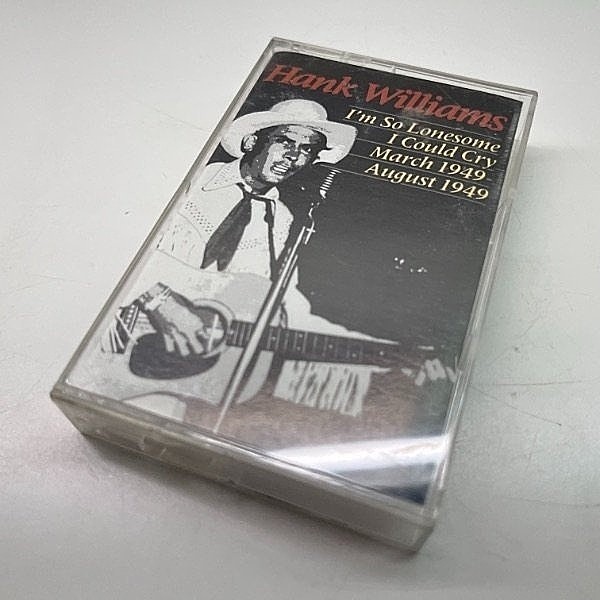 Hank Williams
I'm So Lonesome
I Could Cry
March 1949
August 1949